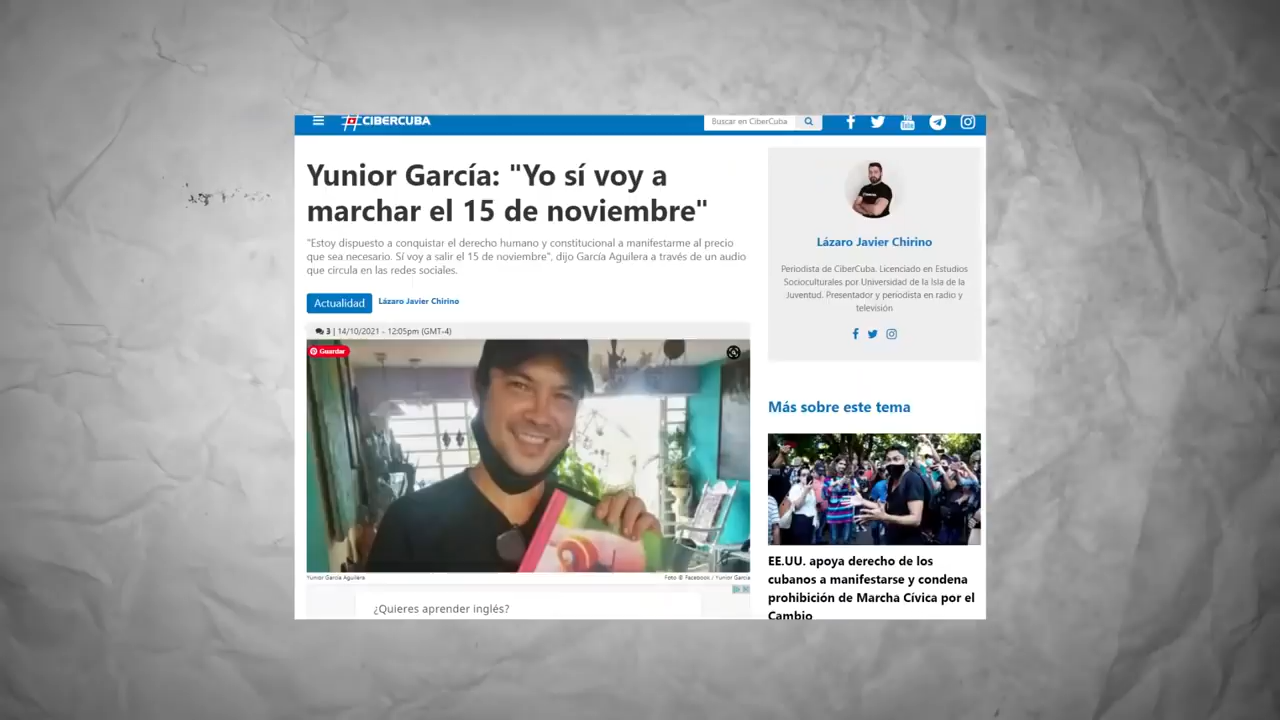 CIBERCUBA
Buscar en CiberCuba
Yunior García: "Yo sí voy a
marchar el 15 de noviembre"
"Estoy dispuesto a conquistar el derecho humano y constitucional a manifestarme al precio
que sea necesario. Sí voy a salir el 15 de noviembre", dijo García Aguilera a través de un audio
que circula en las redes sociales.
Actualidad Lázaro Javier Chirino
3 | 14/10/2021 - 12:05pm (GMT-4)
Guardar
Yunior García Aguilera
Foto © Facebook / Yunior García
¿Quieres aprender inglés?
Lázaro Javier Chirino
Periodista de CiberCuba. Licenciado en Estudios
Socioculturales por Universidad de la Isla de la
Juventud. Presentador y periodista en radio y
televisión
Más sobre este tema
EE.UU. apoya derecho de los
cubanos a manifestarse y condena
prohibición de Marcha Cívica por el
Cambio